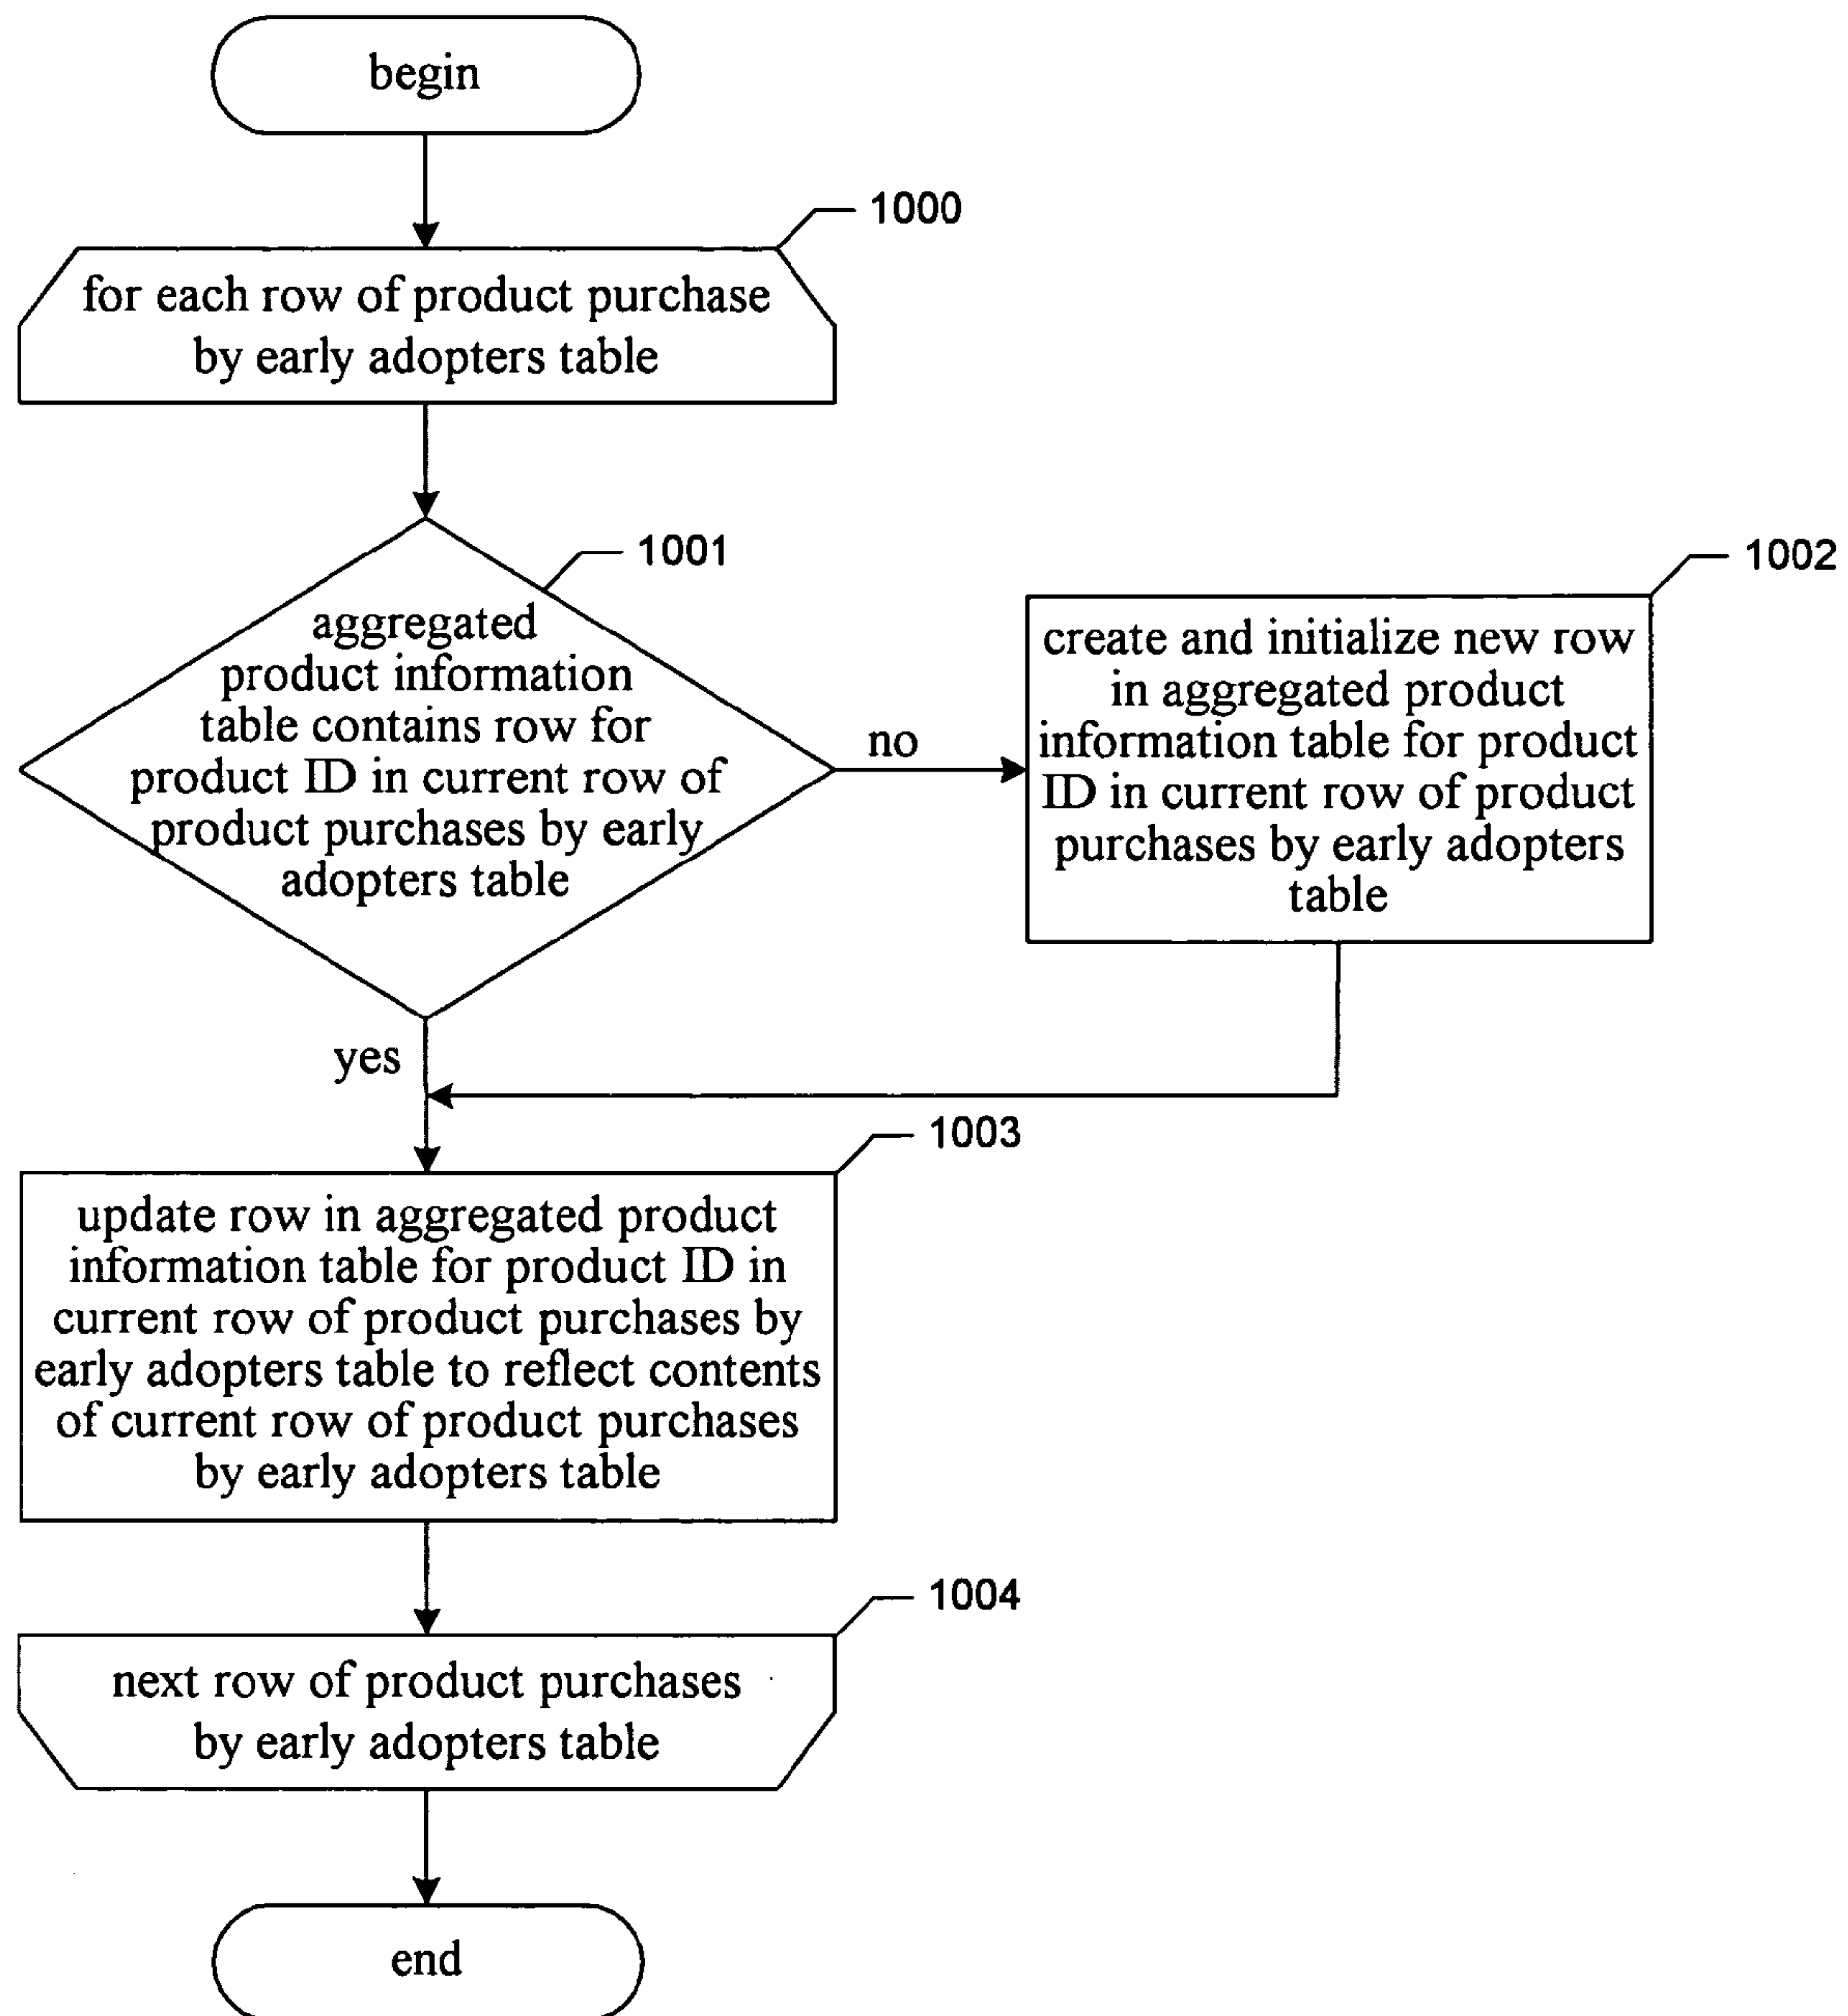 begin
1000
for each row of product purchase
by early adopters table
1001
aggregated
product information
table contains row for
product ID in current row of
product purchases by early
adopters table
no
1002
create and initialize new row
in aggregated product
information table for product
ID in current row of product
purchases by early adopters
table
yes
1003
update row in aggregated product
information table for product ID in
current row of product purchases by
early adopters table to reflect contents
of current row of product purchases
by early adopters table
1004
next row of product purchases
by early adopters table
end